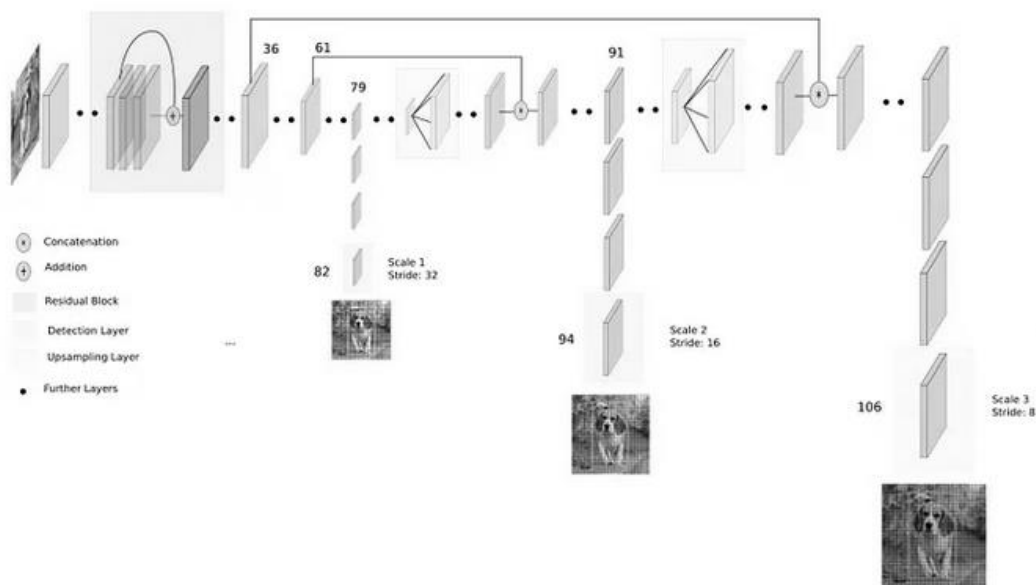 36
61
91
79
Concatenation
Addition
Residual Block
Detection Layer
Upsampling Layer
Further Layers
...
82
Scale 1
Stride: 32
94
Scale 2
Stride: 16
106
Scale 3
Stride: 8